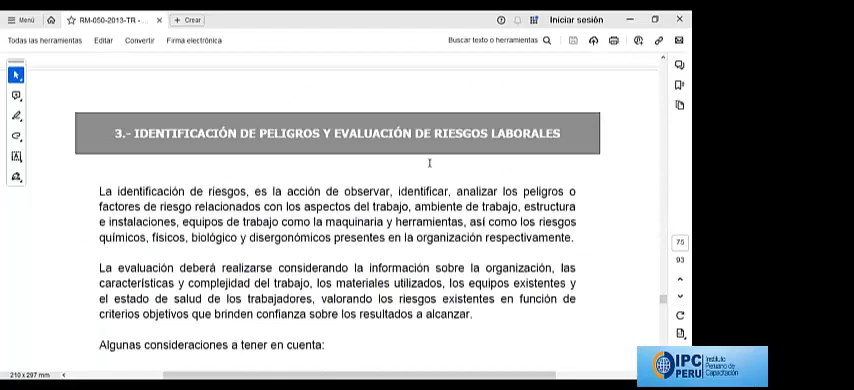 Menú
RM-050-2013-TR - ...
+ Crear
Iniciar sesión
Todas las herramientas
Editar
Convertir
Firma electrónica
Buscar texto o herramientas
3.- IDENTIFICACIÓN DE PELIGROS Y EVALUACIÓN DE RIESGOS LABORALES
La identificación de riesgos, es la acción de observar, identificar, analizar los peligros o
factores de riesgo relacionados con los aspectos del trabajo, ambiente de trabajo, estructura
e instalaciones, equipos de trabajo como la maquinaria y herramientas, así como los riesgos
químicos, físicos, biológico y disergonómicos presentes en la organización respectivamente.
La evaluación deberá realizarse considerando la información sobre la organización, las
características y complejidad del trabajo, los materiales utilizados, los equipos existentes y
el estado de salud de los trabajadores, valorando los riesgos existentes en función de
criterios objetivos que brinden confianza sobre los resultados a alcanzar.
Algunas consideraciones a tener en cuenta:
75
93
210 x 297 mm
IPC
PERU
Instituto
Peruano de
Capacitación